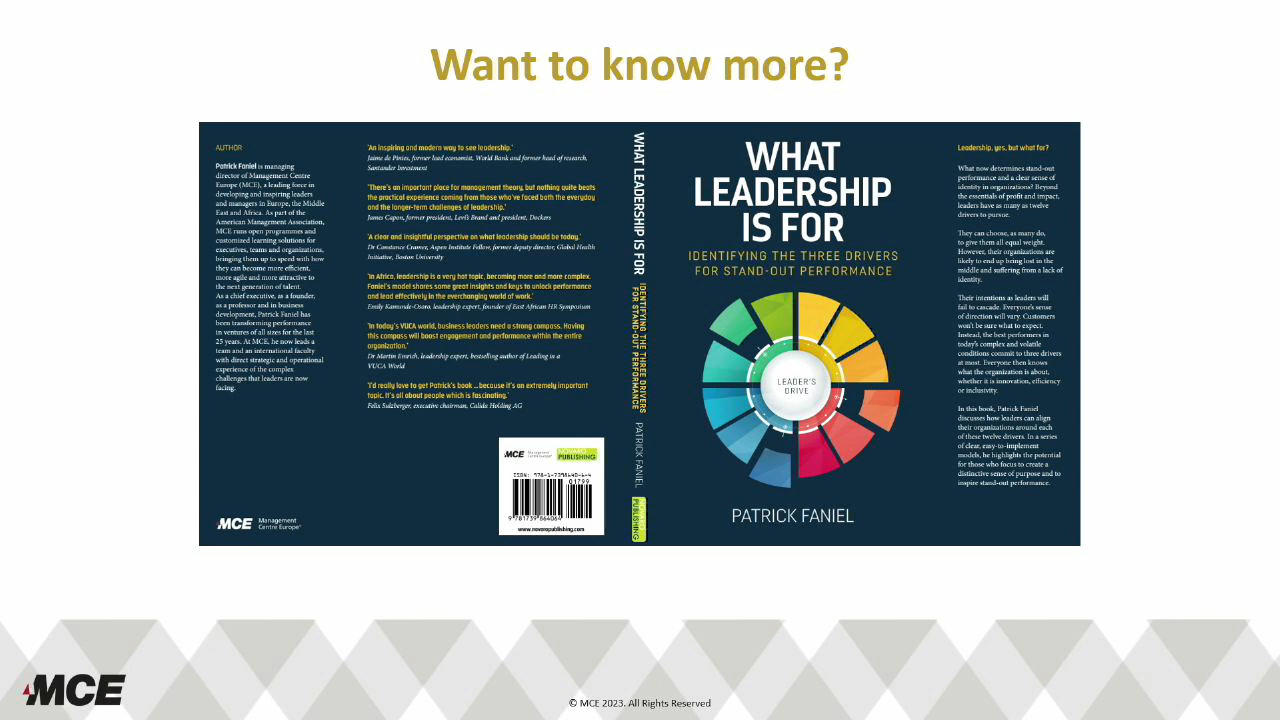 Want to know more?
AUTHOR
Patrick Faniel is managing
director of Management Centre
Europe (MCE), a leading force in
developing and inspiring leaders
and managers in Europe, the Middle
East and Africa. As part of the
American Management Association,
MCE runs open programmes and
customized learning solutions for
executives, teams and organizations,
bringing them up to speed with how
they can become more efficient,
more agile and more attractive to
the next generation of talent.
As a chief executive, as a founder,
as a professor and in business
development, Patrick Faniel has
been transforming performance
in ventures of all sizes for the last
25 years. At MCE, he now leads a
team and an international faculty
with direct strategic and operational
experience of the complex
challenges that leaders are now
facing.
MCE Management
Centre Europe
'An inspiring and modern way to see leadership.'
Jaime de Piniés, former lead economist, World Bank and former head of research,
Santander Investment
'There's an important place for management theory, but nothing quite beats
the practical experience coming from those who've faced both the everyday
and the longer-term challenges of leadership.'
James Capon, former president, Levi's Brand and president, Dockers
'A clear and insightful perspective on what leadership should be today.'
Dr Constance Cramer, Aspen Institute Fellow, former deputy director, Global Health
Initiative, Boston University
'In Africa, leadership is a very hot topic, becoming more and more complex.
Faniel's model shares some great insights and keys to unlock performance
and lead effectively in the everchanging world of work.'
Emily Kamunde-Osoro, leadership expert, founder of East African HR Symposium
'In today's VUCA world, business leaders need a strong compass. Having
this compass will boost engagement and performance within the entire
organization.'
Dr Martin Emrich, leadership expert, bestselling author of Leading in a
VUCA World
'I'd really love to get Patrick's book ... because it's an extremely important
topic. It's all about people which is fascinating.'
Felix Sulzberger, executive chairman, Calida Holding AG
MCE Management
Centre Europe
NOVARO
PUBLISHING
ISBN: 978-1-7398640-6-4
01799
9 781739 864064
www.novaropublishing.com
WHAT LEADERSHIP IS FOR
IDENTIFYING THE THREE DRIVERS
FOR STAND-OUT PERFORMANCE
PATRICK FANIEL
PUBLISHING
WHAT
LEADERSHIP
IS FOR
IDENTIFYING THE THREE DRIVERS
FOR STAND-OUT PERFORMANCE
LEADER'S
DRIVE
PATRICK FANIEL
Leadership, yes, but what for?
What now determines stand-out
performance and a clear sense of
identity in organizations? Beyond
the essentials of profit and impact,
leaders have as many as twelve
drivers to pursue.
They can choose, as many do,
to give them all equal weight.
However, their organizations are
likely to end up being lost in the
middle and suffering from a lack of
identity.
Their intentions as leaders will
fail to cascade. Everyone's sense
of direction will vary. Customers
won't be sure what to expect.
Instead, the best performers in
today's complex and volatile
conditions commit to three drivers
at most. Everyone then knows
what the organization is about,
whether it is innovation, efficiency
or inclusivity.
In this book, Patrick Faniel
discusses how leaders can align
their organizations around each
of these twelve drivers. In a series
of clear, easy-to-implement
models, he highlights the potential
for those who focus to create a
distinctive sense of purpose and to
inspire stand-out performance.
MCE
© MCE 2023. All Rights Reserved